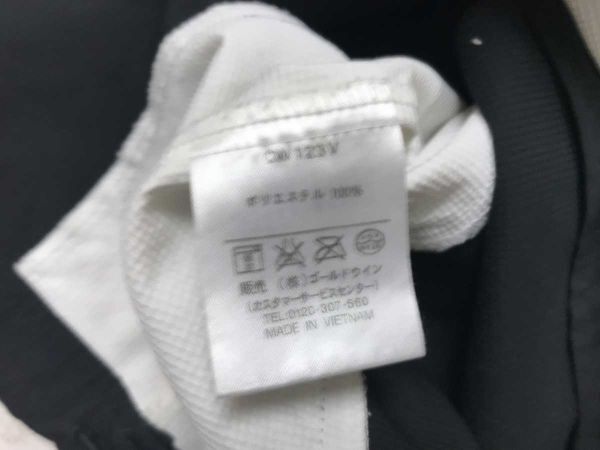 ポリエステル 100%
販売 (株)ゴールドウイン
(カスタマーサービスセンター)
TEL:0120-307-560
MADE IN VIETNAM